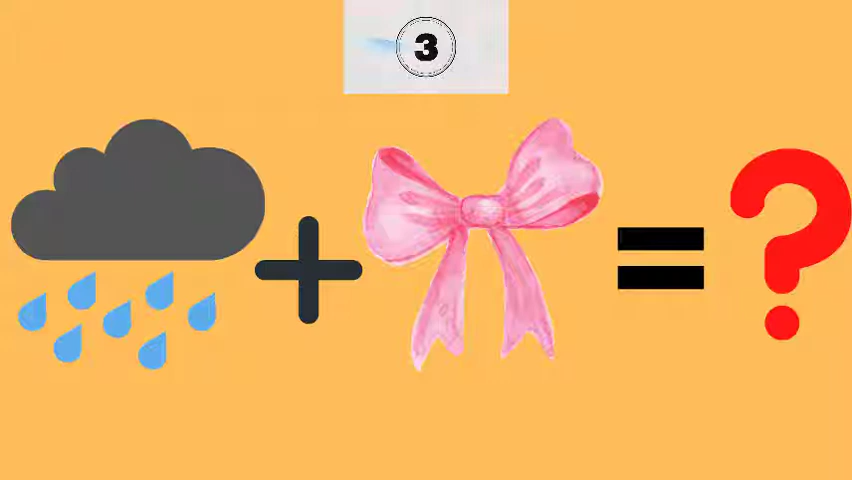 3
+
=
?